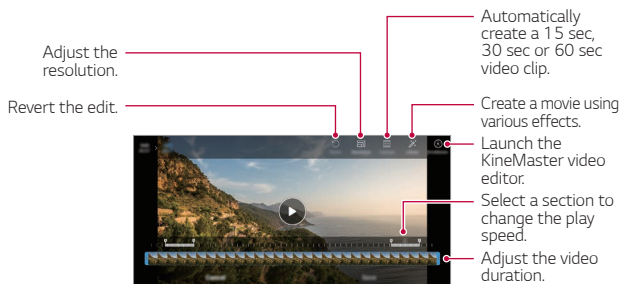 Adjust the
resolution.
Revert the edit.
Automatically
create a 15 sec,
30 sec or 60 sec
video clip.
Create a movie using
various effects.
Launch the
KineMaster video
editor.
Select a section to
change the play
speed.
Adjust the video
duration.